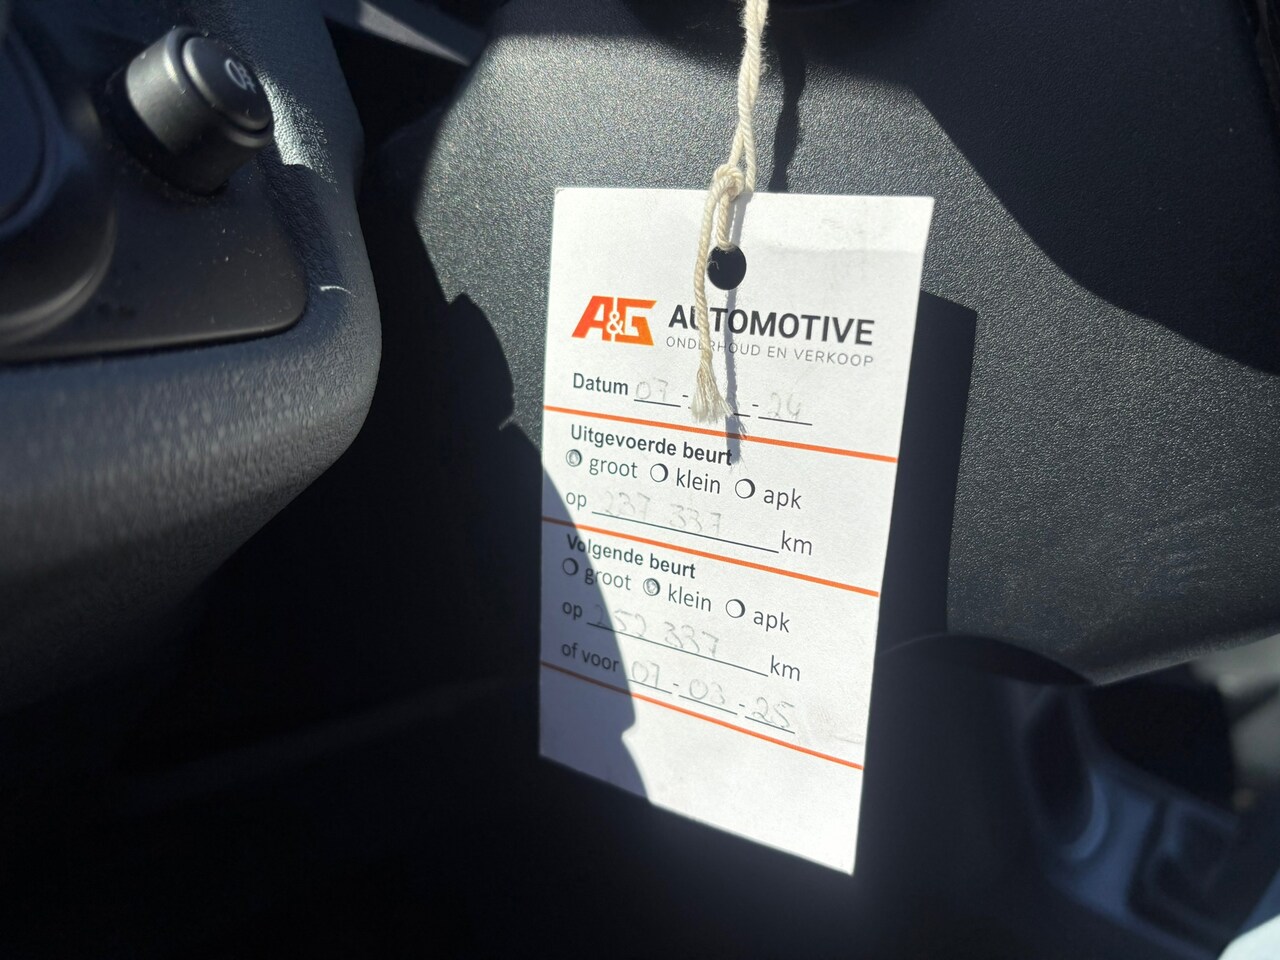 A&G AUTOMOTIVE
ONDERHOUD EN VERKOOP
Datum 07 - - 24
Uitgevoerde beurt
groot klein apk
op 237 337 km
Volgende beurt
groot klein apk
op 252 337 km
of voor 07 - 03 - 25